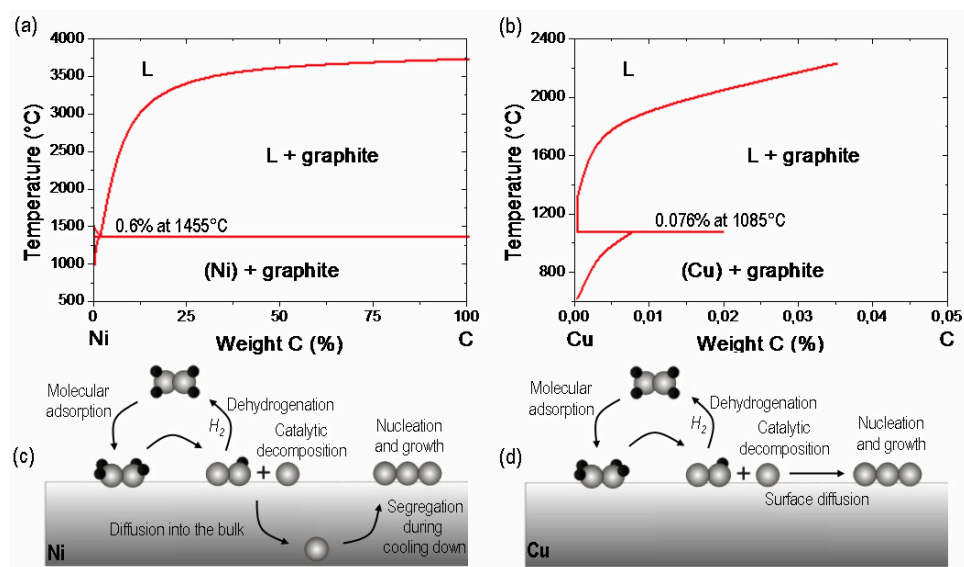 (a)
4000
3500
3000
2500
2000
1500
1000
500
Temperature (°C)
L
L + graphite
0.6% at 1455°C
(Ni) + graphite
0 25 50 75 100
Ni Weight C (%) C
(b)
2400
2000
1600
1200
800
Temperature (°C)
L
L + graphite
0.076% at 1085°C
(Cu) + graphite
0,00 0,01 0,02 0,03 0,04 0,05
Cu Weight C (%) C
(c)
Molecular
adsorption
H2
Dehydrogenation
Catalytic
decomposition
+
Nucleation
and growth
Diffusion into the bulk
Segregation
during
cooling down
Ni
(d)
Molecular
adsorption
H2
Dehydrogenation
Catalytic
decomposition
+
Nucleation
and growth
Surface diffusion
Cu